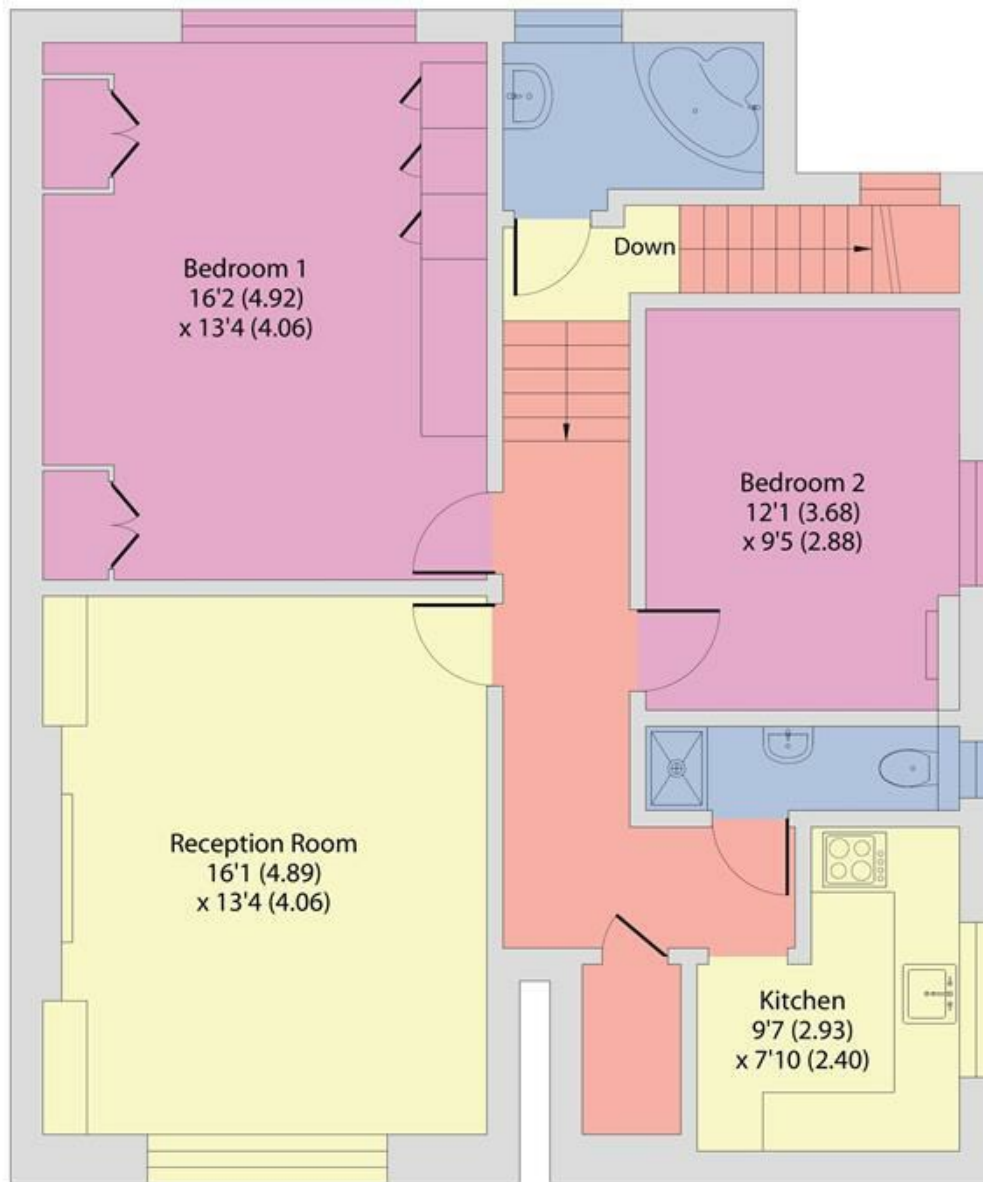 Down
Bedroom 1
16'2 (4.92)
x 13'4 (4.06)
Bedroom 2
12'1 (3.68)
x 9'5 (2.88)
Reception Room
16'1 (4.89)
x 13'4 (4.06)
Kitchen
9'7 (2.93)
x 7'10 (2.40)